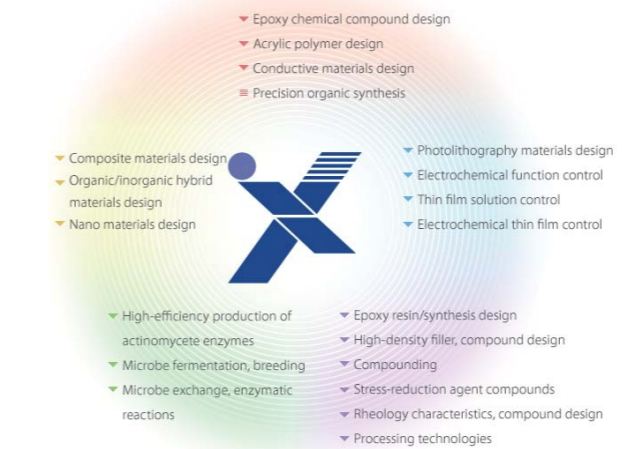 Epoxy chemical compound design
Acrylic polymer design
Conductive materials design
Precision organic synthesis
Composite materials design
Organic/inorganic hybrid
materials design
Nano materials design
Photolithography materials design
Electrochemical function control
Thin film solution control
Electrochemical thin film control
High-efficiency production of
actinomycete enzymes
Microbe fermentation, breeding
Microbe exchange, enzymatic
reactions
Epoxy resin/synthesis design
High-density filler, compound design
Compounding
Stress-reduction agent compounds
Rheology characteristics, compound design
Processing technologies